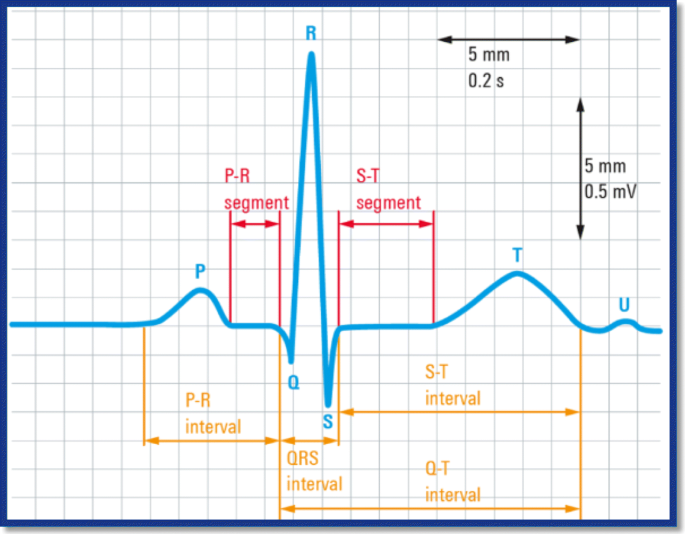 R
5 mm
0.2 s
5 mm
0.5 mV
P-R
segment
S-T
segment
P
T
U
Q
S
P-R
interval
S-T
interval
QRS
interval
Q-T
interval